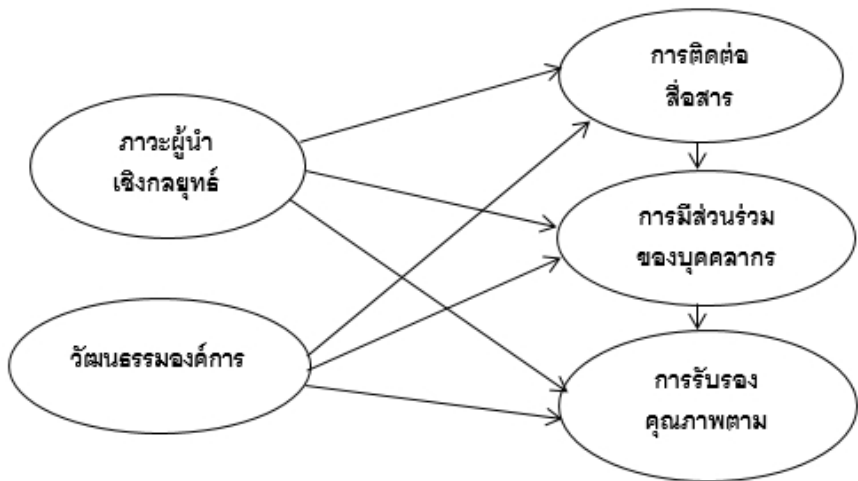 การติดต่อ
สื่อสาร
ภาวะผู้นำ
เชิงกลยุทธ์
การมีส่วนร่วม
ของบุคคลากร
วัฒนธรรมองค์การ
การรับรอง
คุณภาพตาม